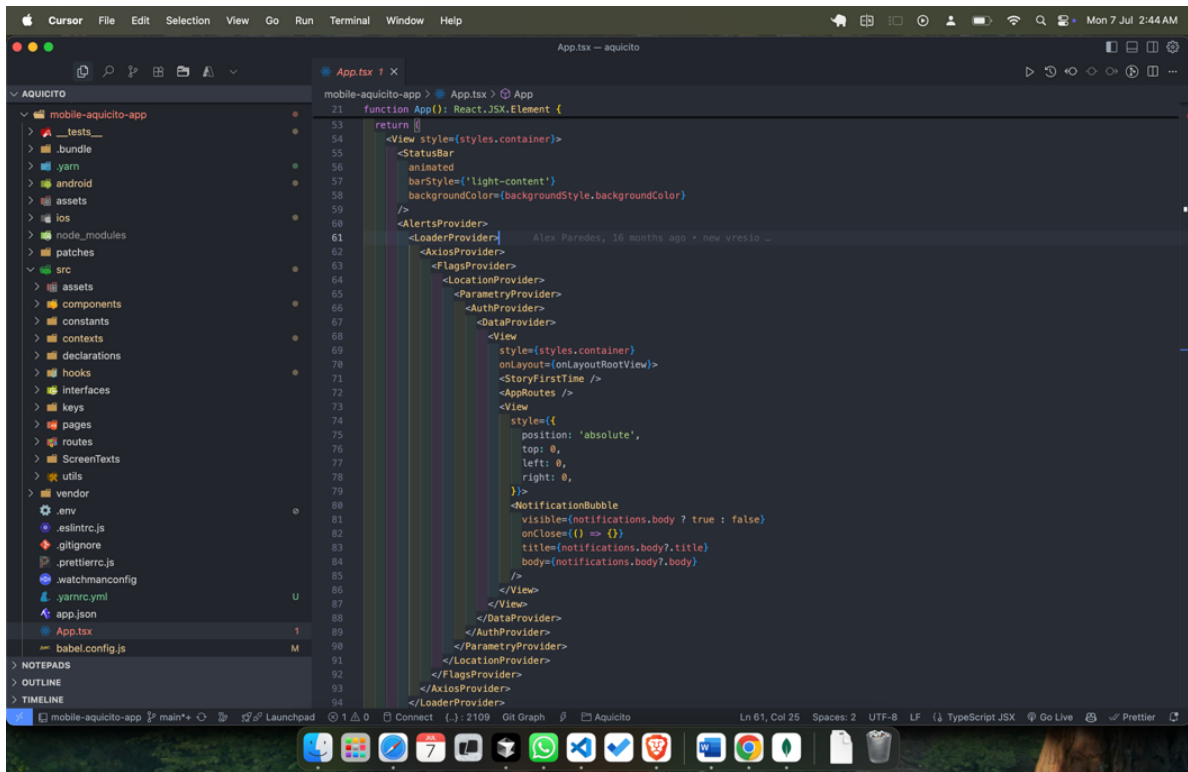 Cursor File Edit Selection View Go Run Terminal Window Help Mon 7 Jul 2:44 AM
App.tsx — aquicito
App.tsx 1
AQUICITO
mobile-aquicito-app
__tests__
.bundle
.yarn
android
assets
ios
node_modules
patches
src
assets
components
constants
contexts
declarations
hooks
interfaces
keys
pages
routes
ScreenTexts
utils
vendor
.env
.eslintrc.js
.gitignore
.prettierrc.js
.watchmanconfig
.yarnrc.yml U
app.json
App.tsx 1
babel.config.js M
NOTEPADS
OUTLINE
TIMELINE
mobile-aquicito-app > App.tsx > App
21 function App(): React.JSX.Element {
53 return (
54 <View style={styles.container}>
55 <StatusBar
56 animated
57 barStyle={'light-content'}
58 backgroundColor={backgroundStyle.backgroundColor}
59 />
60 <AlertsProvider>
61 <LoaderProvider> Alex Paredes, 16 months ago • new vresio …
62 <AxiosProvider>
63 <FlagsProvider>
64 <LocationProvider>
65 <ParametryProvider>
66 <AuthProvider>
67 <DataProvider>
68 <View
69 style={styles.container}
70 onLayout={onLayoutRootView}>
71 <StoryFirstTime />
72 <AppRoutes />
73 <View
74 style={{
75 position: 'absolute',
76 top: 0,
77 left: 0,
78 right: 0,
79 }}>
80 <NotificationBubble
81 visible={notifications.body ? true : false}
82 onClose={() => {}}
83 title={notifications.body?.title}
84 body={notifications.body?.body}
85 />
86 </View>
87 </View>
88 </DataProvider>
89 </AuthProvider>
90 </ParametryProvider>
91 </LocationProvider>
92 </FlagsProvider>
93 </AxiosProvider>
94 </LoaderProvider>
mobile-aquicito-app main*+ Launchpad 1 0 Connect {..} : 2109 Git Graph Aquicito Ln 61, Col 25 Spaces: 2 UTF-8 LF TypeScript JSX Go Live Prettier
JUL
7
W